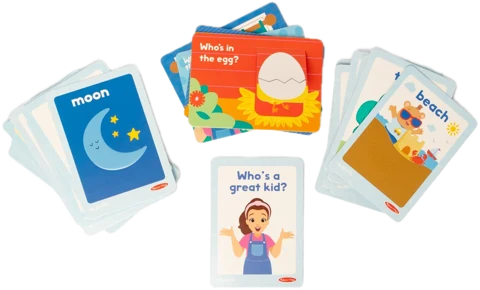 moon
Who's in
the egg?
t
beach
Who's a
great kid?